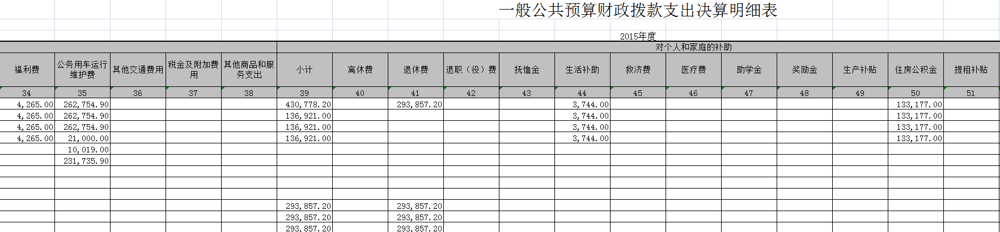 一般公共预算财政拨款支出决算明细表
2015年度
对个人和家庭的补助
福利费 公务用车运行维护费 其他交通费用 税金及附加费用 其他商品和服务支出 小计 离休费 退休费 退职（役）费 抚恤金 生活补助 救济费 医疗费 助学金 奖励金 生产补贴 住房公积金 提租补贴
34 35 36 37 38 39 40 41 42 43 44 45 46 47 48 49 50 51
4,265.00 262,754.90 430,778.20 293,857.20 3,744.00 133,177.00
4,265.00 262,754.90 136,921.00 3,744.00 133,177.00
4,265.00 262,754.90 136,921.00 3,744.00 133,177.00
4,265.00 21,000.00 136,921.00 3,744.00 133,177.00
10,019.00
231,735.90
293,857.20 293,857.20
293,857.20 293,857.20
293,857.20 293,857.20